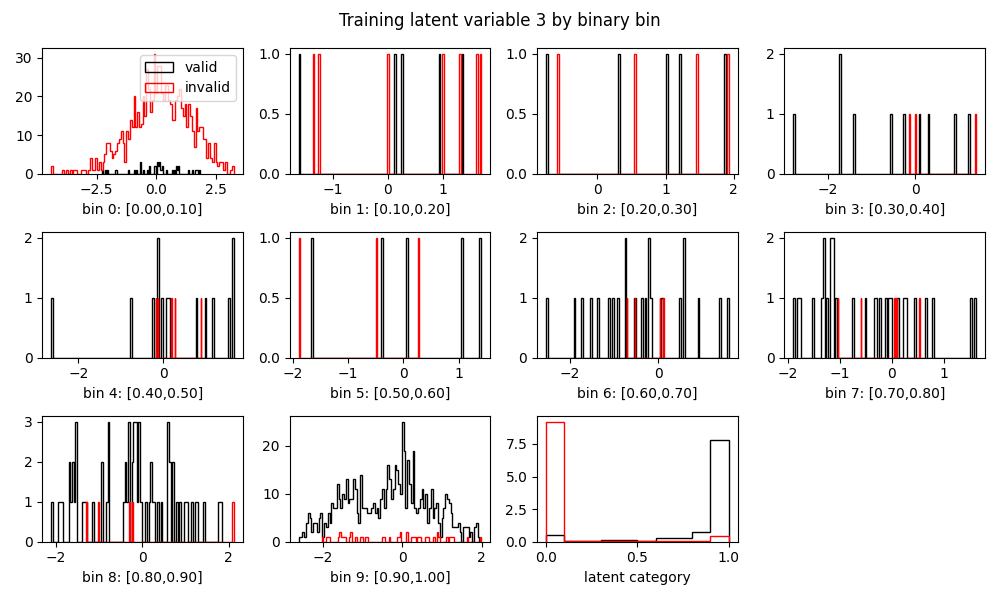 Training latent variable 3 by binary bin
valid
invalid
30
20
10
0
−2.5 0.0 2.5
bin 0: [0.00,0.10]
1.0
0.5
0.0
−1 0 1
bin 1: [0.10,0.20]
1.0
0.5
0.0
0 1 2
bin 2: [0.20,0.30]
2
1
0
−2 0
bin 3: [0.30,0.40]
2
1
0
−2 0
bin 4: [0.40,0.50]
1.0
0.5
0.0
−2 −1 0 1
bin 5: [0.50,0.60]
2
1
0
−2 0
bin 6: [0.60,0.70]
2
1
0
−2 −1 0 1
bin 7: [0.70,0.80]
3
2
1
0
−2 0 2
bin 8: [0.80,0.90]
20
10
0
−2 0 2
bin 9: [0.90,1.00]
7.5
5.0
2.5
0.0
0.0 0.5 1.0
latent category